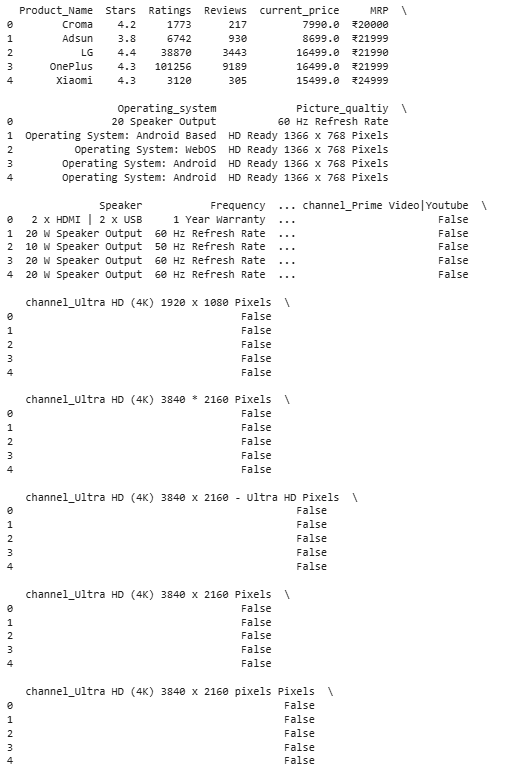 Product_Name Stars Ratings Reviews current_price MRP \
0 Croma 4.2 1773 217 7990.0 ₹20000
1 Adsun 3.8 6742 930 8699.0 ₹21999
2 LG 4.4 38870 3443 16499.0 ₹21990
3 OnePlus 4.3 101256 9189 16499.0 ₹21999
4 Xiaomi 4.3 3120 305 15499.0 ₹24999
Operating_system Picture_qualtiy \
0 20 Speaker Output 60 Hz Refresh Rate
1 Operating System: Android Based HD Ready 1366 x 768 Pixels
2 Operating System: WebOS HD Ready 1366 x 768 Pixels
3 Operating System: Android HD Ready 1366 x 768 Pixels
4 Operating System: Android HD Ready 1366 x 768 Pixels
Speaker Frequency ... channel_Prime Video|Youtube \
0 2 x HDMI | 2 x USB 1 Year Warranty ... False
1 20 W Speaker Output 60 Hz Refresh Rate ... False
2 10 W Speaker Output 50 Hz Refresh Rate ... False
3 20 W Speaker Output 60 Hz Refresh Rate ... False
4 20 W Speaker Output 60 Hz Refresh Rate ... False
channel_Ultra HD (4K) 1920 x 1080 Pixels \
0 False
1 False
2 False
3 False
4 False
channel_Ultra HD (4K) 3840 * 2160 Pixels \
0 False
1 False
2 False
3 False
4 False
channel_Ultra HD (4K) 3840 x 2160 - Ultra HD Pixels \
0 False
1 False
2 False
3 False
4 False
channel_Ultra HD (4K) 3840 x 2160 Pixels \
0 False
1 False
2 False
3 False
4 False
channel_Ultra HD (4K) 3840 x 2160 pixels Pixels \
0 False
1 False
2 False
3 False
4 False